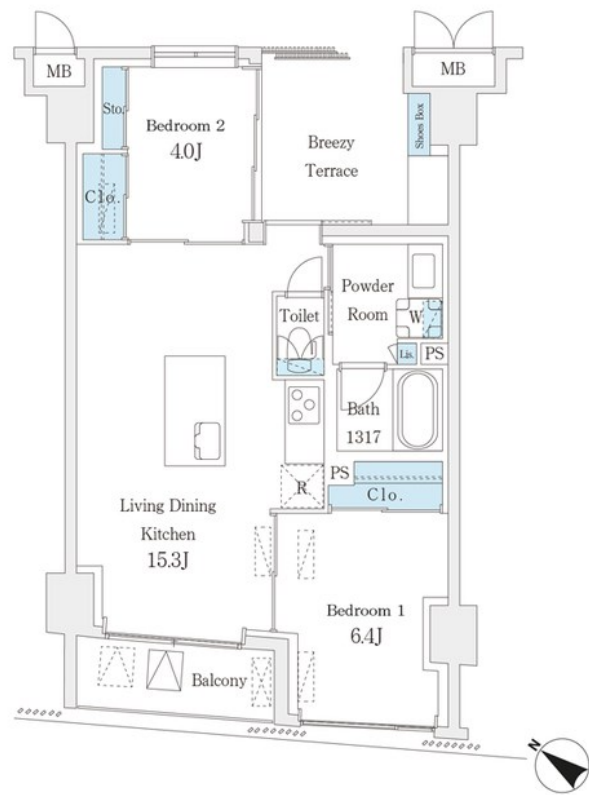 MB
MB
Sto.
Bedroom 2
4.0J
Shoes Box
Breezy
Terrace
Clo.
Powder
Room
Toilet
W
Lis.
PS
Bath
1317
PS
R
Clo.
Living Dining
Kitchen
15.3J
Bedroom 1
6.4J
Balcony
N